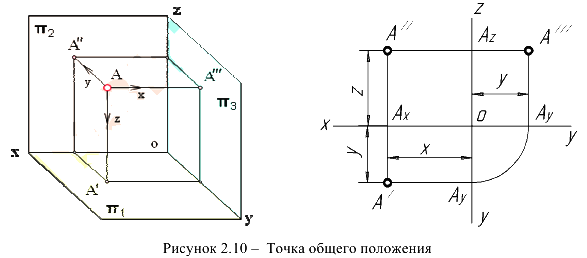 π2
z
A''
A
A'''
y
x
π3
z
o
x
A'
π1
y
z
A''
Az
A'''
z
y
x
Ax
O
Ay
y
y
x
A'
Ay
y
Рисунок 2.10 – Точка общего положения